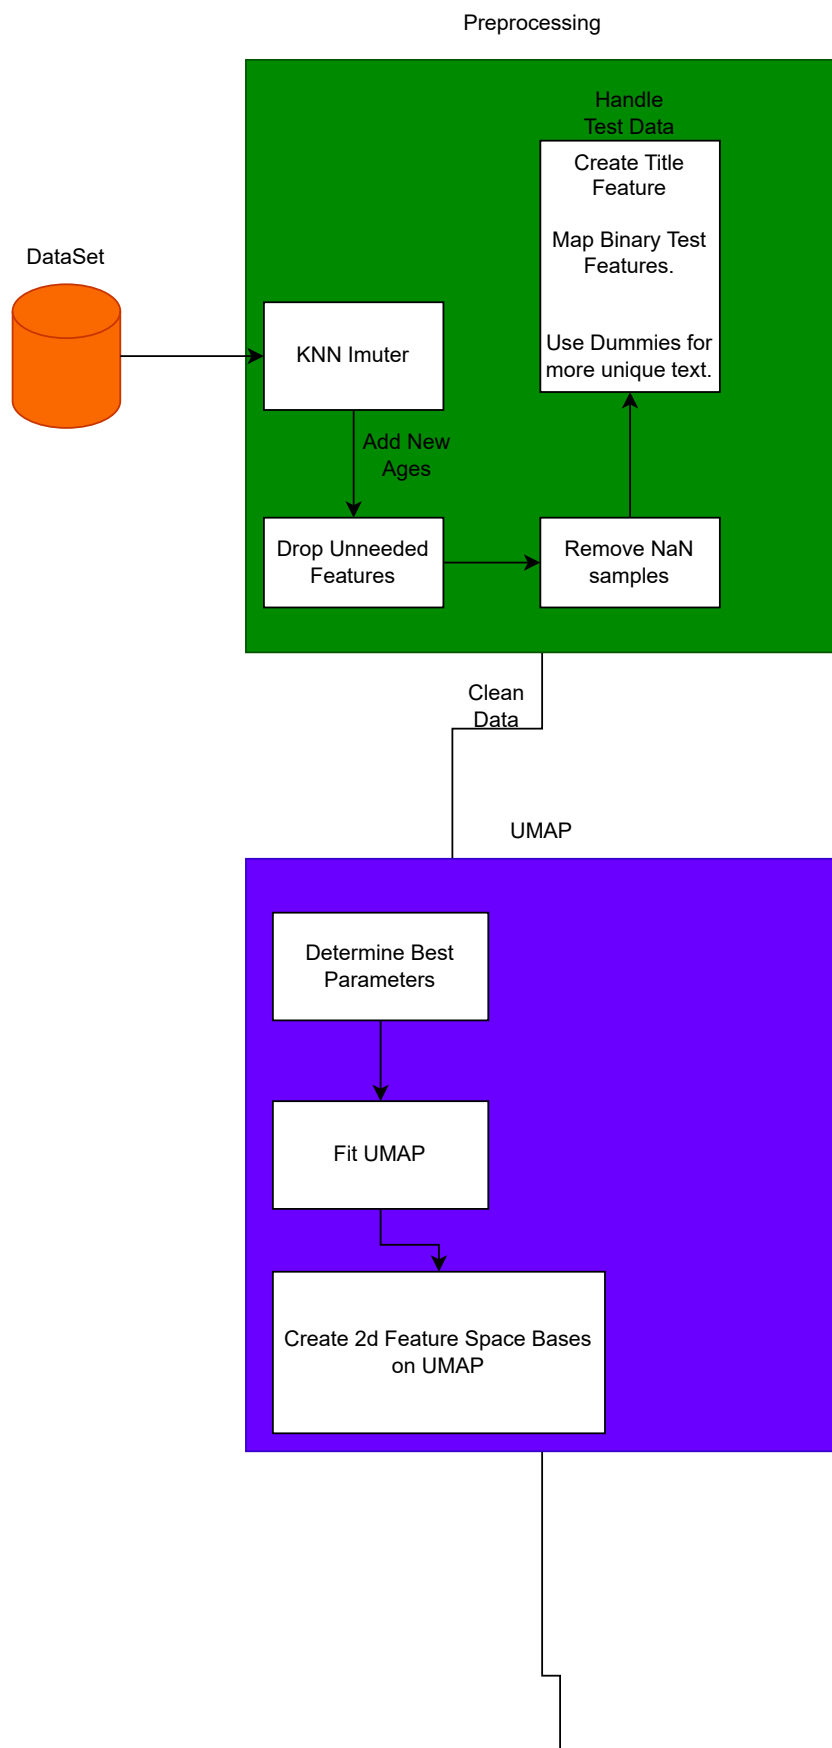 Preprocessing
Handle
Test Data
Create Title
Feature
Map Binary Test
Features.
Use Dummies for
more unique text.
DataSet
KNN Imuter
Add New
Ages
Drop Unneeded
Features
Remove NaN
samples
Clean
Data
UMAP
Determine Best
Parameters
Fit UMAP
Create 2d Feature Space Bases
on UMAP